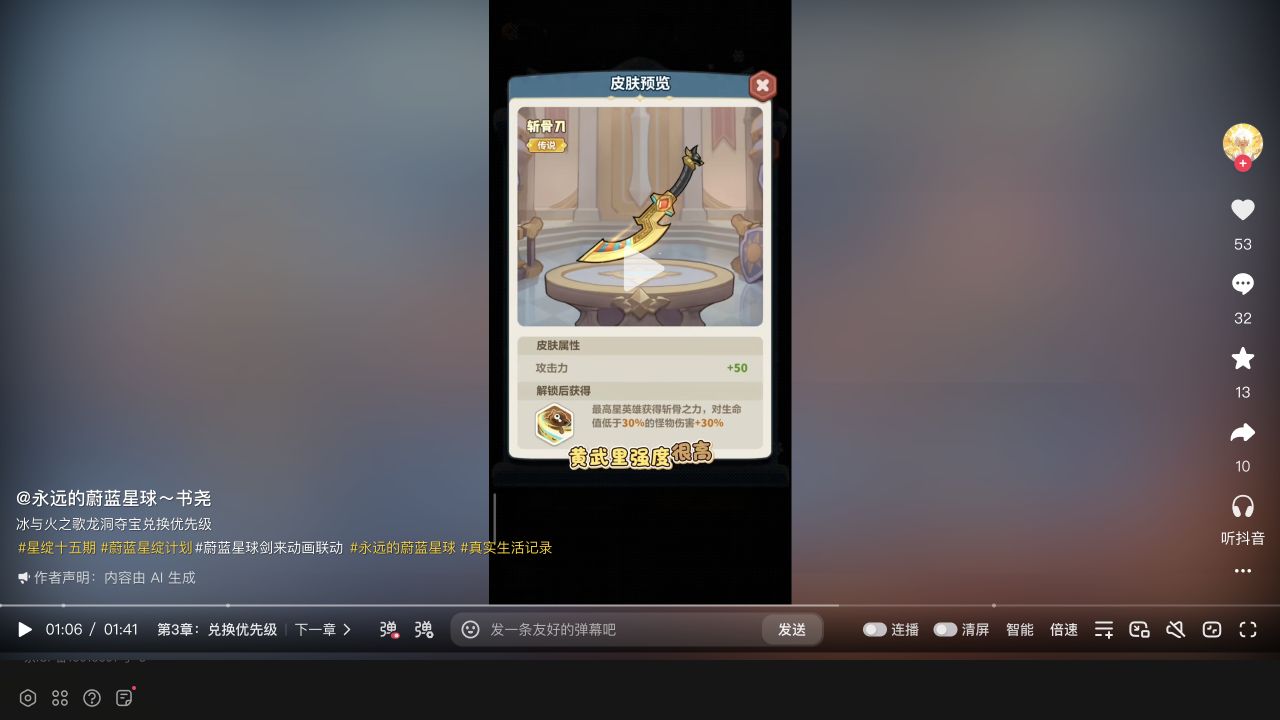 皮肤预览
斩骨刀
传说
皮肤属性
攻击力 +50
解锁后获得
最高星英雄获得斩骨之力，对生命
值低于30%的怪物伤害+30%
黄武里强度很高
53
32
13
10
听抖音
@永远的蔚蓝星球～书尧
冰与火之歌龙洞夺宝兑换优先级
#星绽十五期 #蔚蓝星绽计划 #蔚蓝星球剑来动画联动 #永远的蔚蓝星球 #真实生活记录
作者声明：内容由 AI 生成
01:06 / 01:41 第3章：兑换优先级 下一章 弹 弹 发一条友好的弹幕吧 发送 连播 清屏 智能 倍速